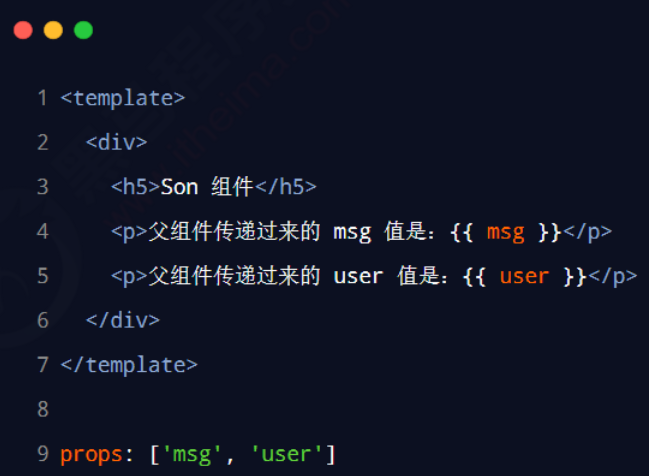 1 <template>
2 <div>
3 <h5>Son 组件</h5>
4 <p>父组件传递过来的 msg 值是：{{ msg }}</p>
5 <p>父组件传递过来的 user 值是：{{ user }}</p>
6 </div>
7 </template>
8
9 props: ['msg', 'user']